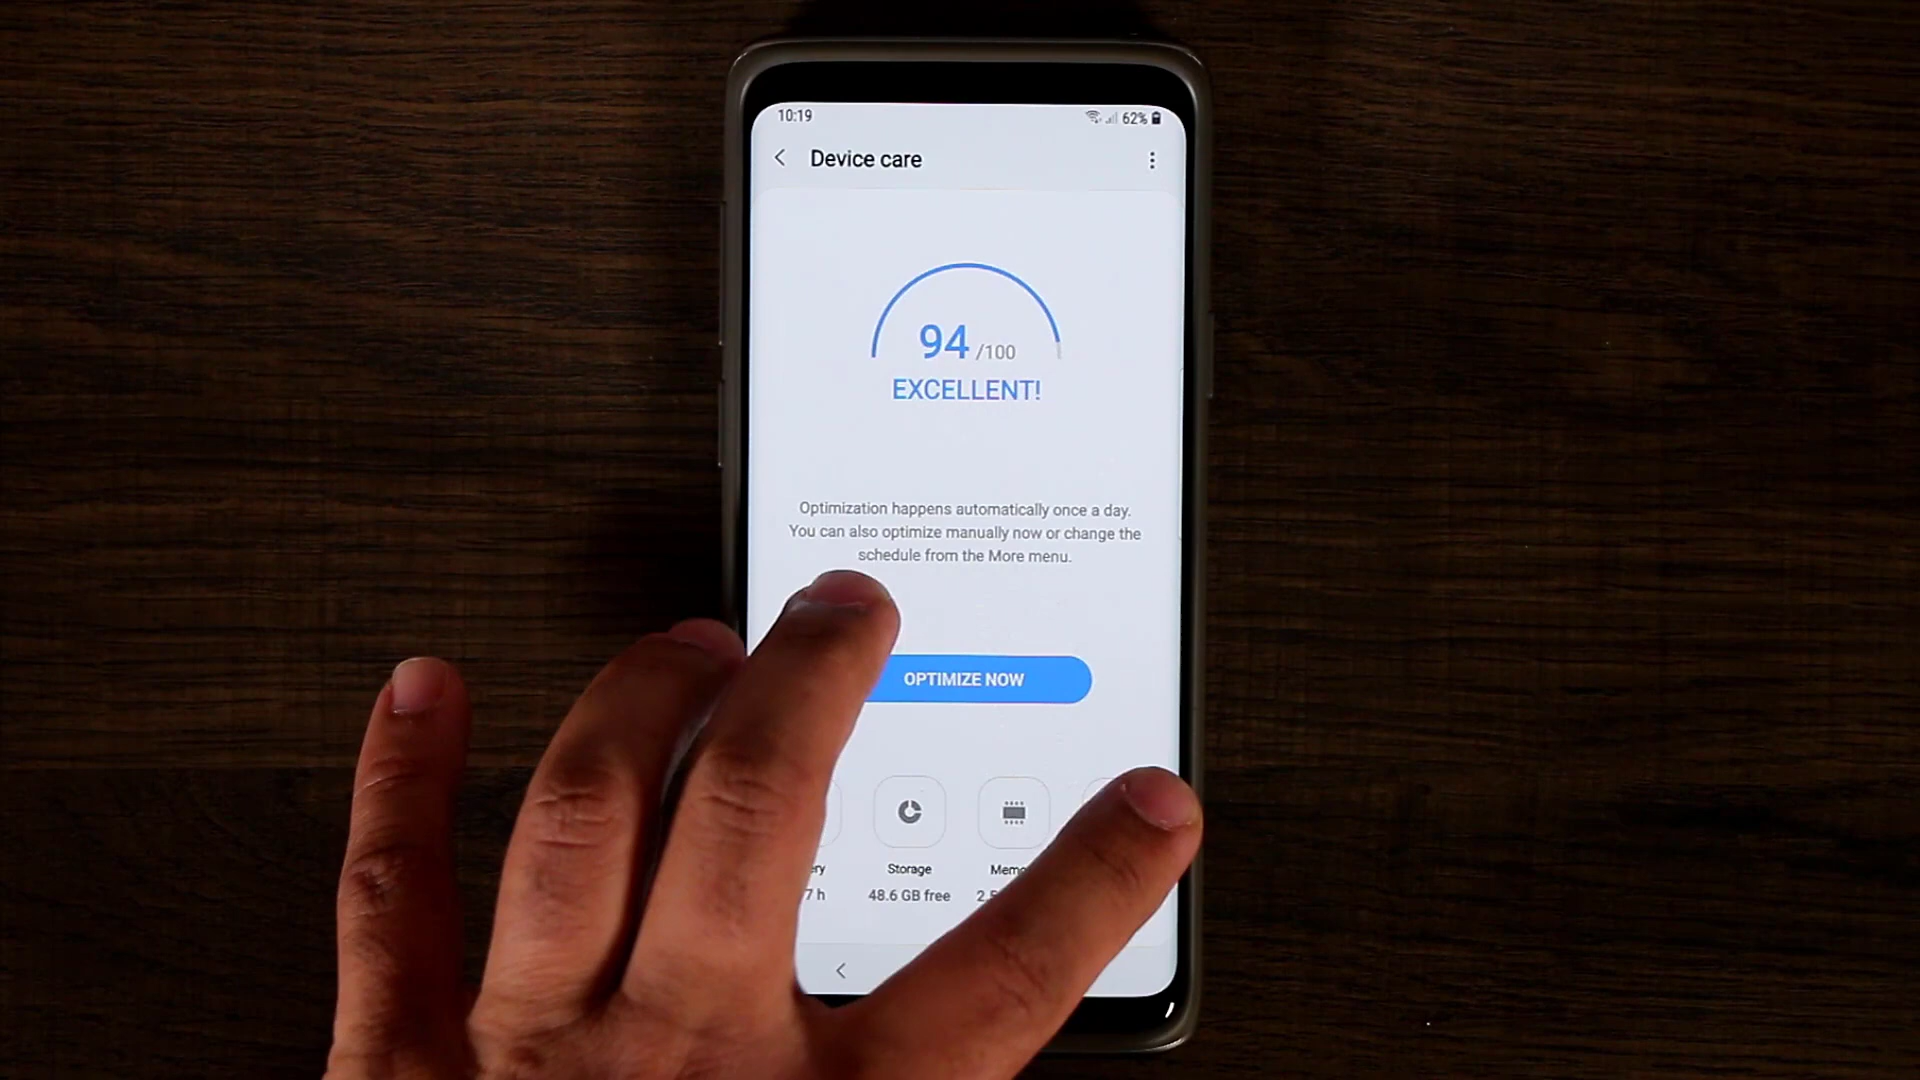 10:19
62%
Device care
94 /100
EXCELLENT!
Optimization happens automatically once a day.
You can also optimize manually now or change the
schedule from the More menu.
OPTIMIZE NOW
Storage
7 h
48.6 GB free